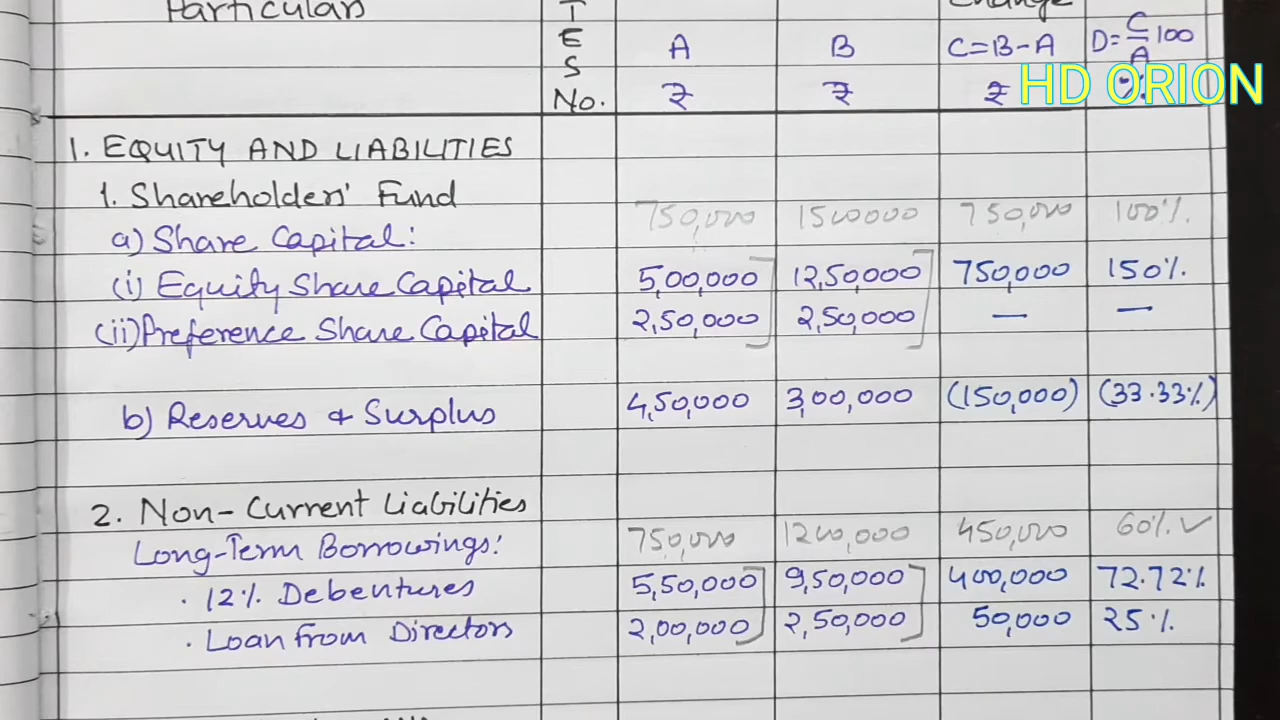 Particulars T Change
E A B C=B-A D=C/A 100
S
No. ₹ ₹ ₹ %
HD ORION
1. EQUITY AND LIABILITIES
1. Shareholders' Fund
750,000 1500000 750,000 100%
a) Share Capital:
(i) Equity Share Capital 5,00,000 12,50,000 750,000 150%
(ii) Preference Share Capital 2,50,000 2,50,000 — —
b) Reserves & Surplus 4,50,000 3,00,000 (150,000) (33.33%)
2. Non-Current Liabilities
750,000 1200,000 450,000 60% ✓
Long-Term Borrowings:
· 12% Debentures 5,50,000 9,50,000 400,000 72.72%
· Loan from Directors 2,00,000 2,50,000 50,000 25%